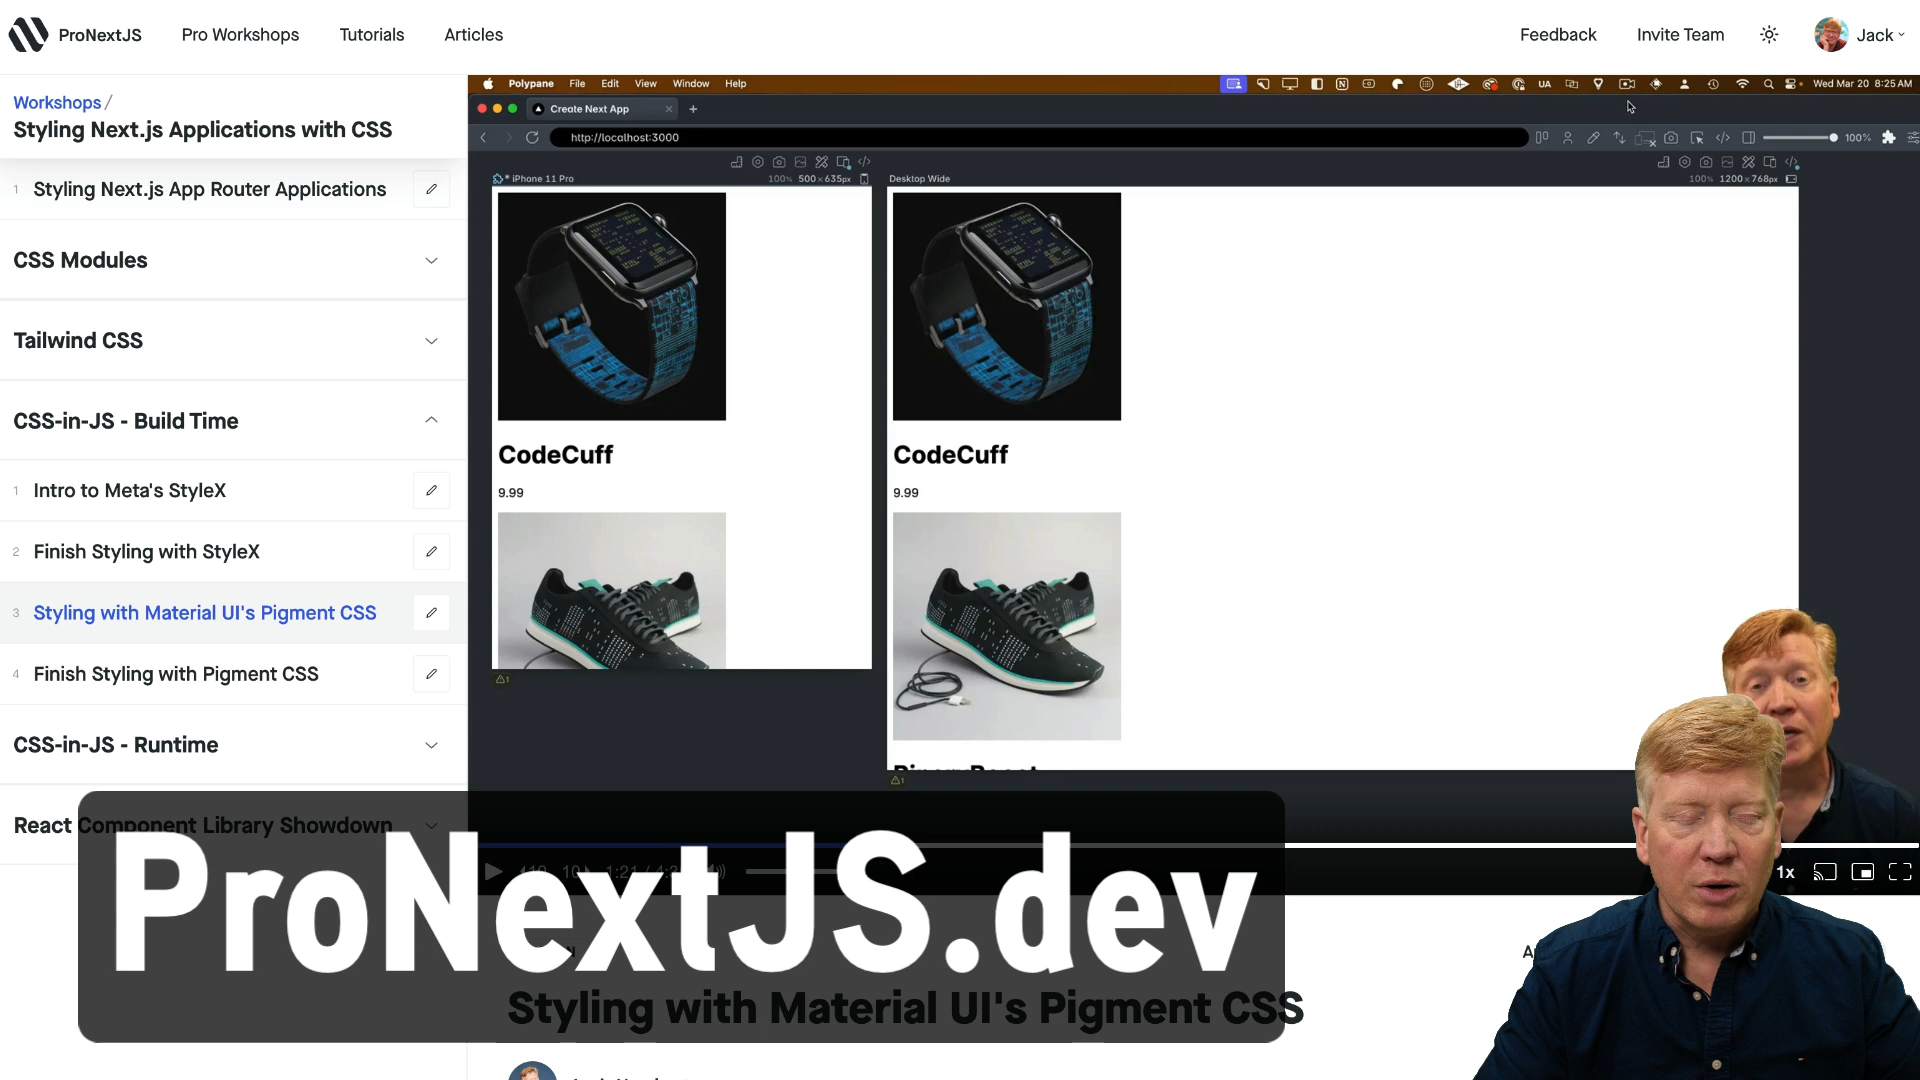 ProNextJS
Pro Workshops
Tutorials
Articles
Feedback
Invite Team
Jack
Workshops /
Styling Next.js Applications with CSS
1 Styling Next.js App Router Applications
CSS Modules
Tailwind CSS
CSS-in-JS - Build Time
1 Intro to Meta's StyleX
2 Finish Styling with StyleX
3 Styling with Material UI's Pigment CSS
4 Finish Styling with Pigment CSS
CSS-in-JS - Runtime
React Component Library Showdown
Polypane File Edit View Window Help
UA
Wed Mar 20 8:25 AM
Create Next App
http://localhost:3000
100%
* iPhone 11 Pro
100% 500×635px
Desktop Wide
100% 1200×768px
CodeCuff
9.99
CodeCuff
9.99
1
1
1x
ProNextJS.dev
Styling with Material UI's Pigment CSS